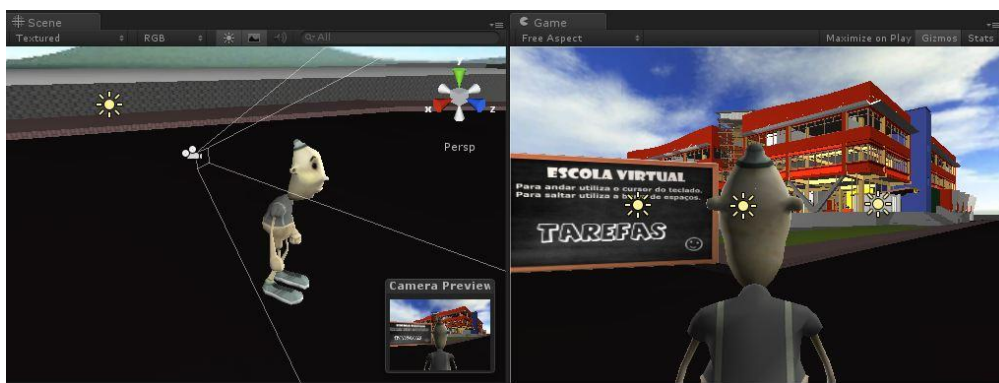 Scene
Textured
RGB
All
y
x
z
Persp
Camera Preview
Game
Free Aspect
Maximize on Play Gizmos Stats
ESCOLA VIRTUAL
Para andar utiliza o cursor do teclado.
Para saltar utiliza a de espaços.
TAREFAS